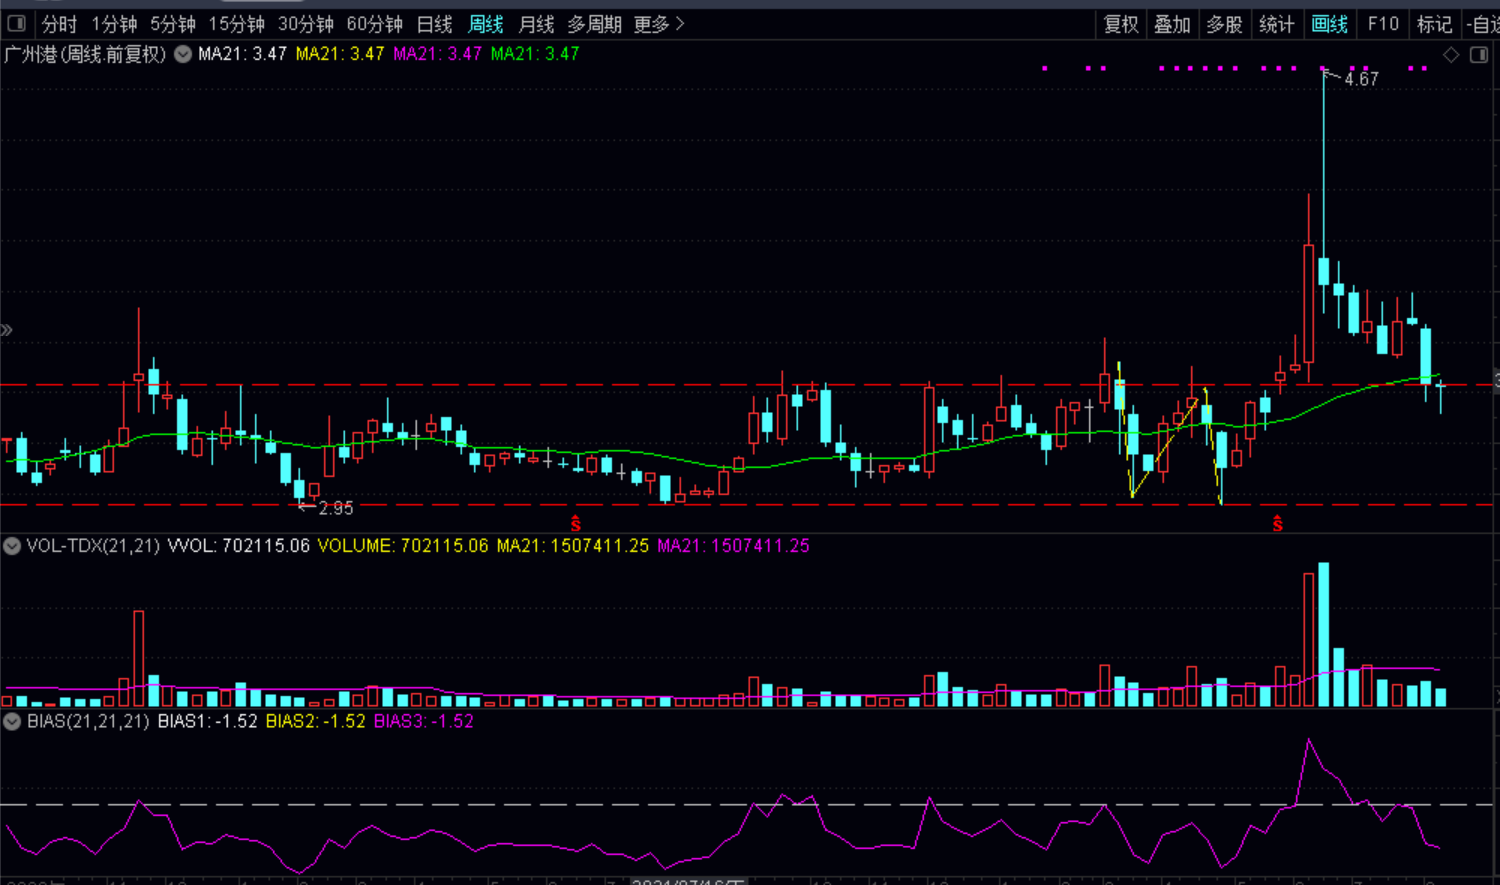 分时 1分钟 5分钟 15分钟 30分钟 60分钟 日线 周线 月线 多周期 更多 复权 叠加 多股 统计 画线 F10 标记 -自
广州港(周线.前复权) MA21: 3.47 MA21: 3.47 MA21: 3.47 MA21: 3.47
4.67
2.95
S S
VOL-TDX(21,21) VVOL: 702115.06 VOLUME: 702115.06 MA21: 1507411.25 MA21: 1507411.25
BIAS(21,21,21) BIAS1: -1.52 BIAS2: -1.52 BIAS3: -1.52